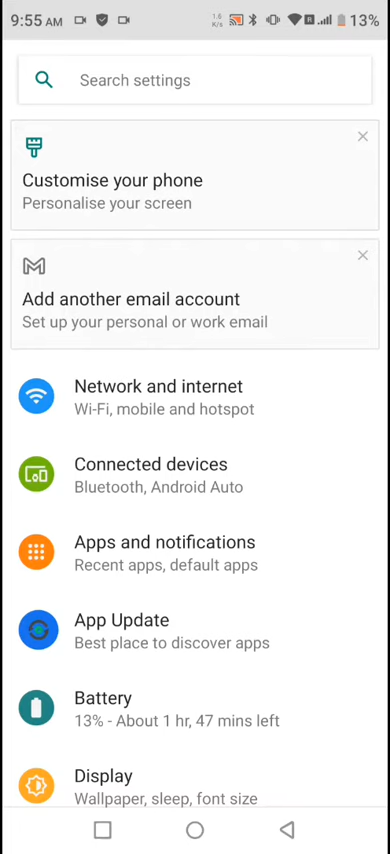 9:55 AM 1.0 K/s R 13%
Search settings
Customise your phone
Personalise your screen
Add another email account
Set up your personal or work email
Network and internet
Wi-Fi, mobile and hotspot
Connected devices
Bluetooth, Android Auto
Apps and notifications
Recent apps, default apps
App Update
Best place to discover apps
Battery
13% - About 1 hr, 47 mins left
Display
Wallpaper, sleep, font size